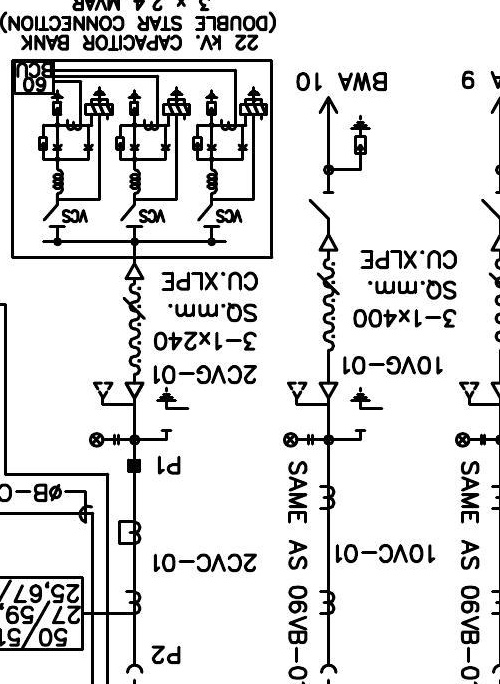 P2
50/51
27/59,
25,67/
SAME AS 06VB-0
SAME AS 06VB-0
10VC-01
2CVC-01
ØB-C
P1
10VG-01
3-1x400
SQ.mm.
CU.XLPE
2CVG-01
3-1x240
SQ.mm.
CU.XLPE
VCS
VCS
VCS
60
BCU
9
BWA 10
22 kV. CAPACITOR BANK
(DOUBLE STAR CONNECTION)
3 x 2.4 MVAR